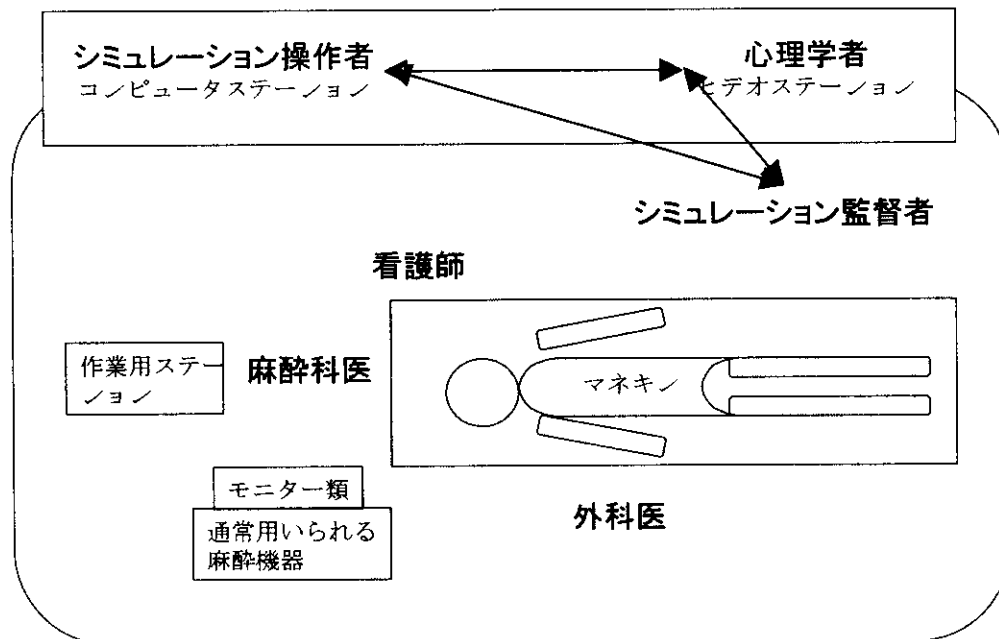 シミュレーション操作者
コンピュータステーション
心理学者
ビデオステーション
シミュレーション監督者
看護師
作業用ステー
ション
麻酔科医
マネキン
モニター類
通常用いられる
麻酔機器
外科医